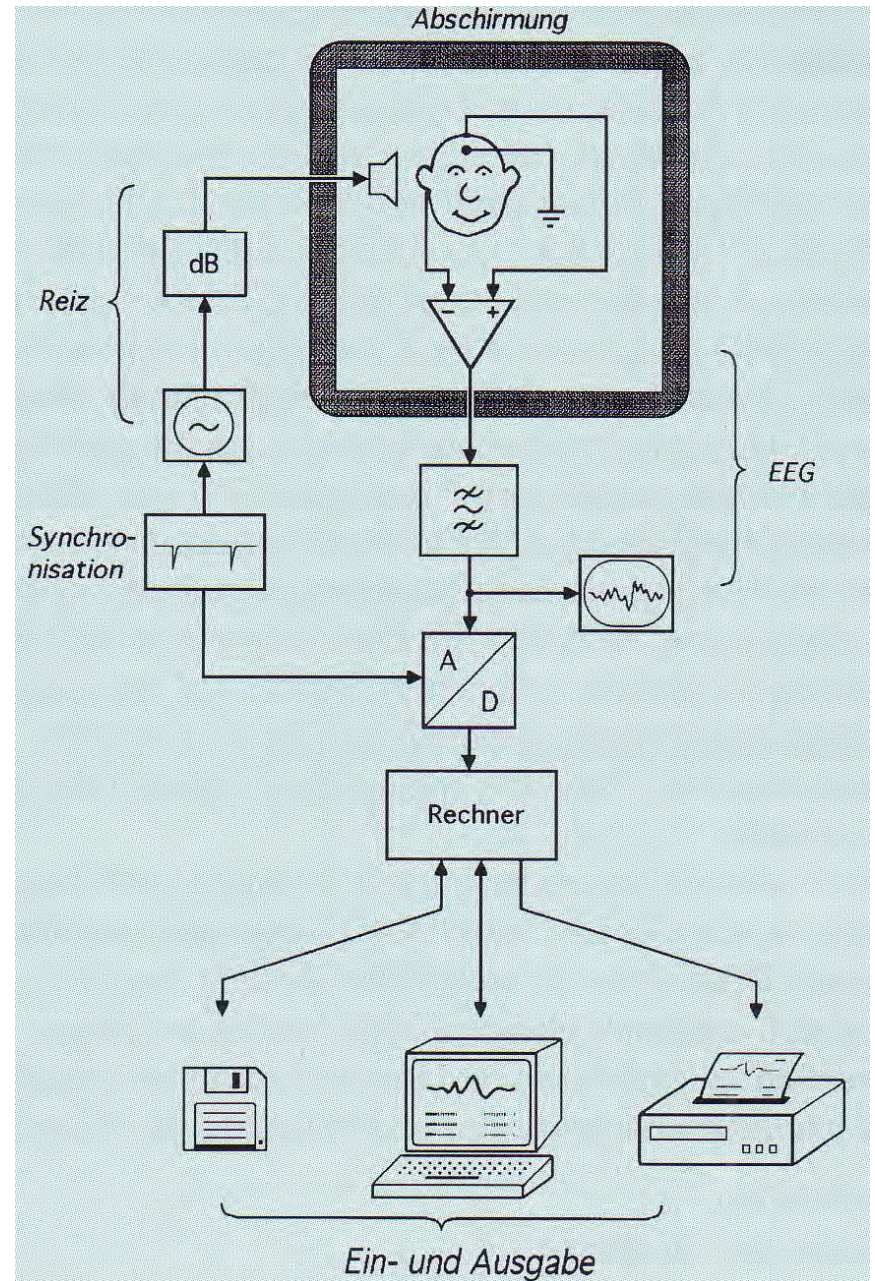 Abschirmung
dB
Reiz
− +
EEG
Synchro-
nisation
A
D
Rechner
Ein- und Ausgabe